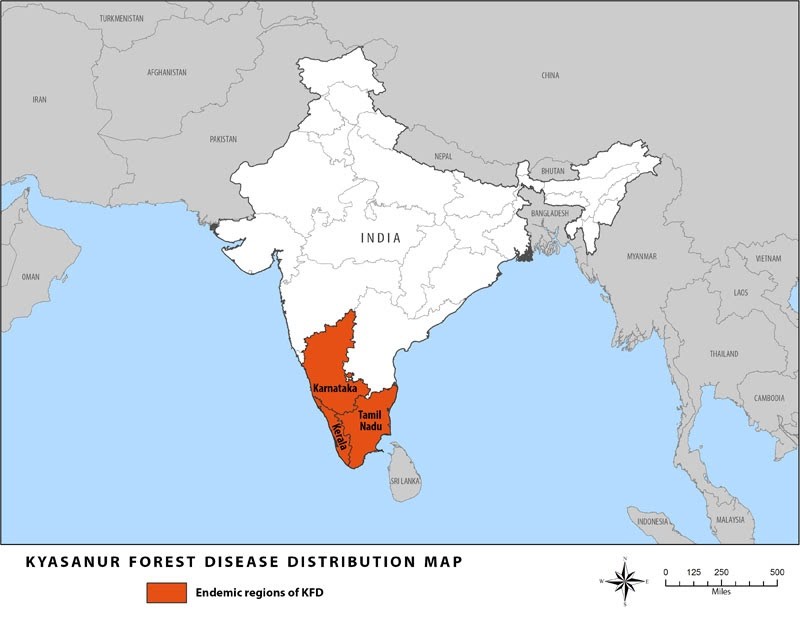 TURKMENISTAN
CHINA
AFGHANISTAN
IRAN
PAKISTAN
NEPAL
BHUTAN
BANGLADESH
INDIA
MYANMAR
VIETNAM
OMAN
LAOS
THAILAND
Karnataka
CAMBODIA
Tamil
Nadu
Kerala
SRI LANKA
INDONESIA
MALAYSIA
KYASANUR FOREST DISEASE DISTRIBUTION MAP
Endemic regions of KFD
N
W
E
S
0 125 250 500
Miles